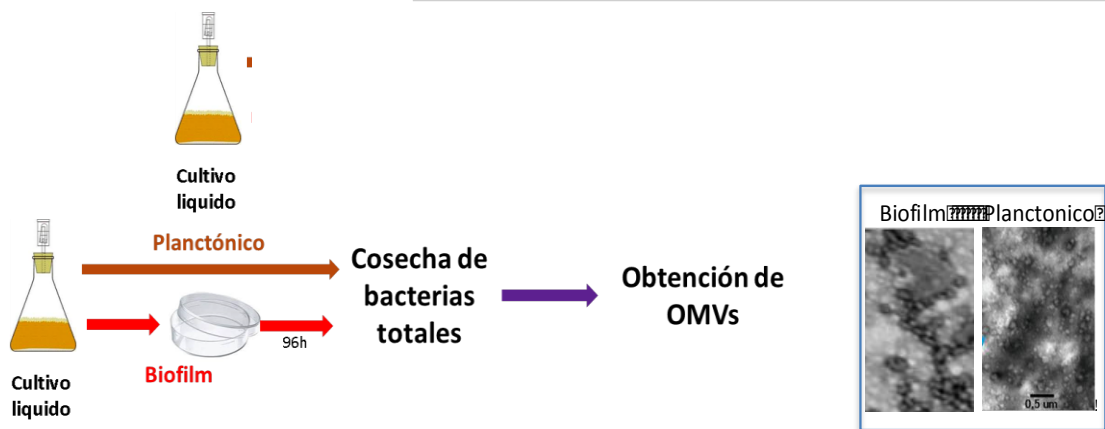 Cultivo
liquido
Planctónico
Biofilm
96h
Cultivo
liquido
Cosecha de
bacterias
totales
Obtención de
OMVs
Biofilm Planctonico
0,5 um